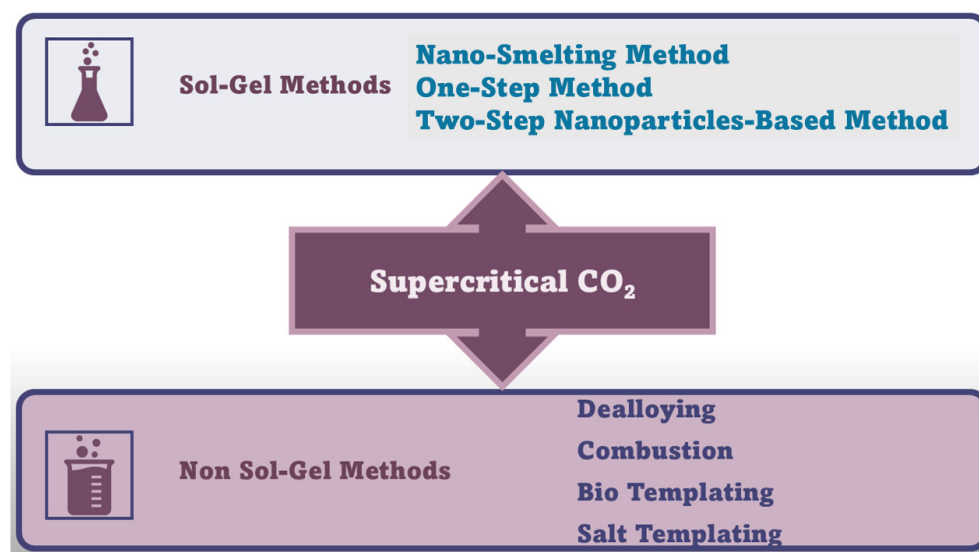 Sol-Gel Methods
Nano-Smelting Method
One-Step Method
Two-Step Nanoparticles-Based Method
Supercritical CO₂
Non Sol-Gel Methods
Dealloying
Combustion
Bio Templating
Salt Templating